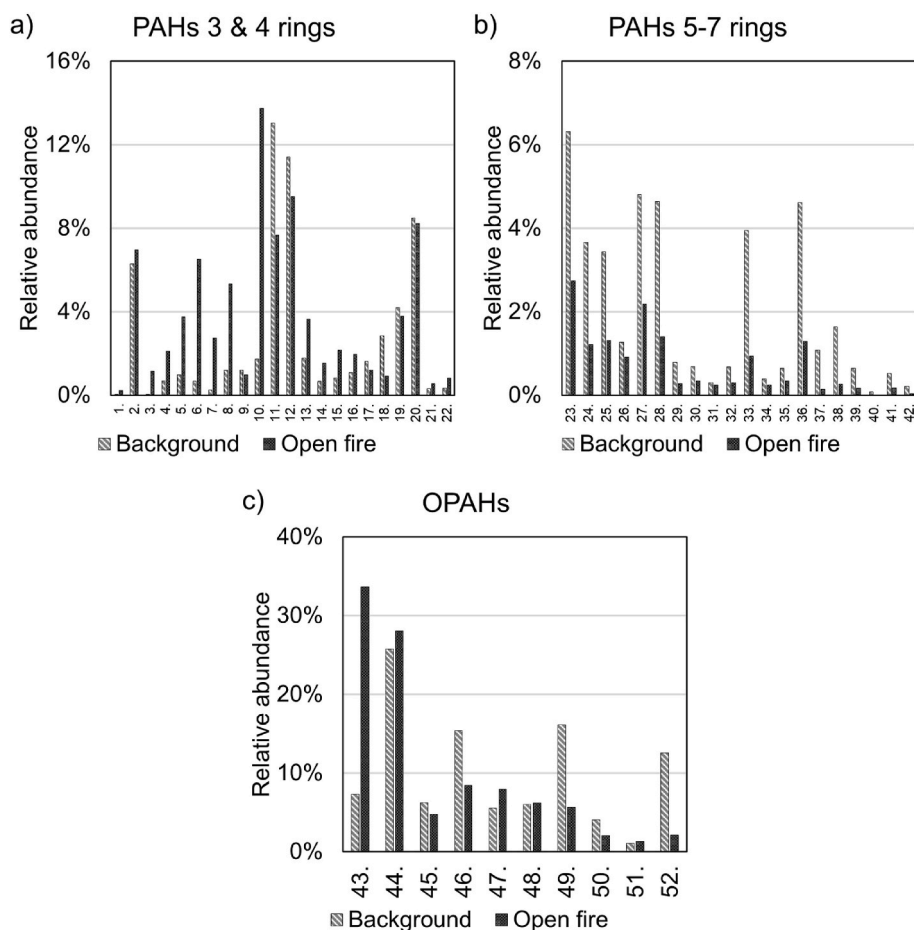 a) PAHs 3 & 4 rings
16%
12%
8%
4%
0%
Relative abundance
1. 2. 3. 4. 5. 6. 7. 8. 9. 10. 11. 12. 13. 14. 15. 16. 17. 18. 19. 20. 21. 22.
Background Open fire
b) PAHs 5-7 rings
8%
6%
4%
2%
0%
Relative abundance
23. 24. 25. 26. 27. 28. 29. 30. 31. 32. 33. 34. 35. 36. 37. 38. 39. 40. 41. 42.
Background Open fire
c) OPAHs
40%
30%
20%
10%
0%
Relative abundance
43. 44. 45. 46. 47. 48. 49. 50. 51. 52.
Background Open fire